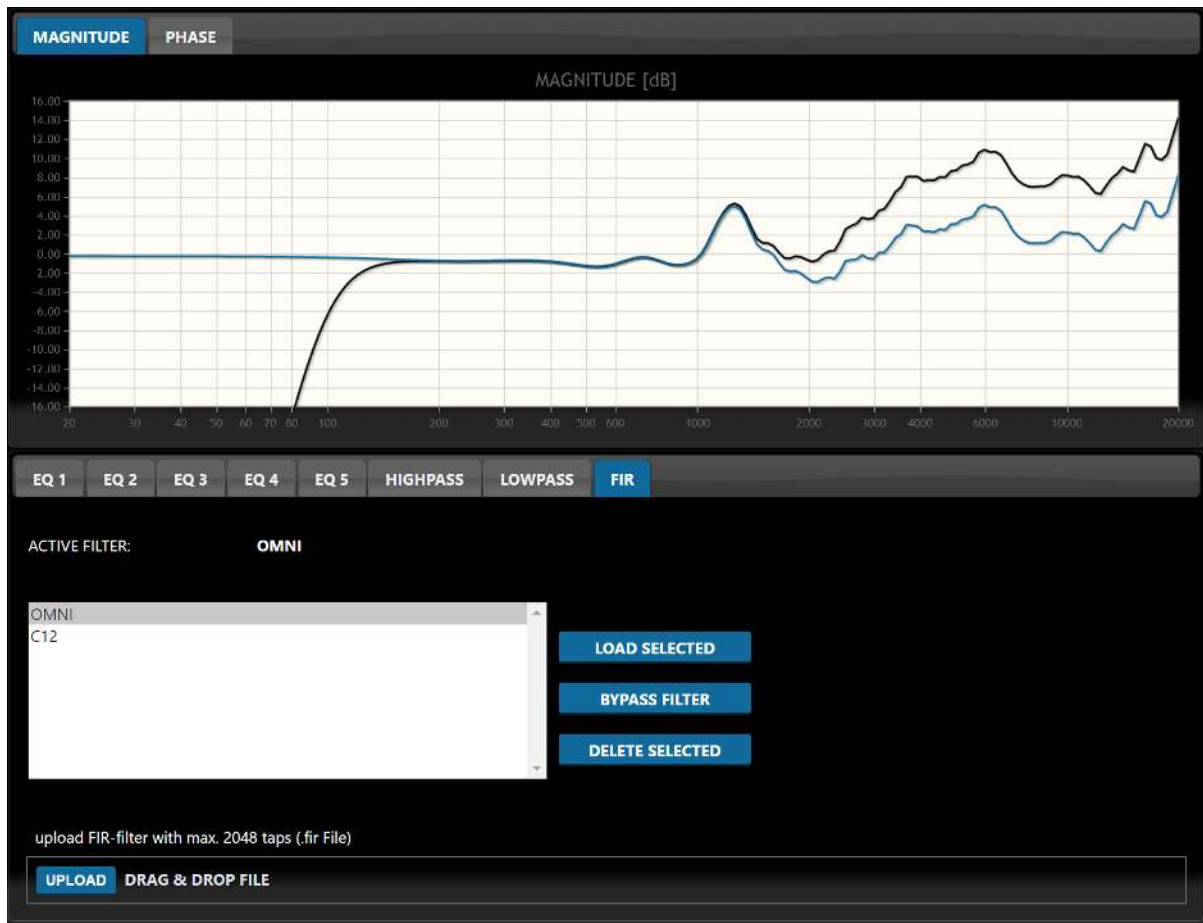 MAGNITUDE PHASE
MAGNITUDE [dB]
16.00
14.00
12.00
10.00
8.00
6.00
4.00
2.00
0.00
2.00
-4.00
6.00
-8.00
-10.00
-12.00
-14.00
16.00
20 30 40 50 60 70 80 100 200 300 400 500 600 1000 2000 3000 4000 6000 10000 20000
EQ 1 EQ 2 EQ 3 EQ 4 EQ 5 HIGHPASS LOWPASS FIR
ACTIVE FILTER: OMNI
OMNI
C12
LOAD SELECTED
BYPASS FILTER
DELETE SELECTED
upload FIR-filter with max. 2048 taps (.fir File)
UPLOAD DRAG & DROP FILE